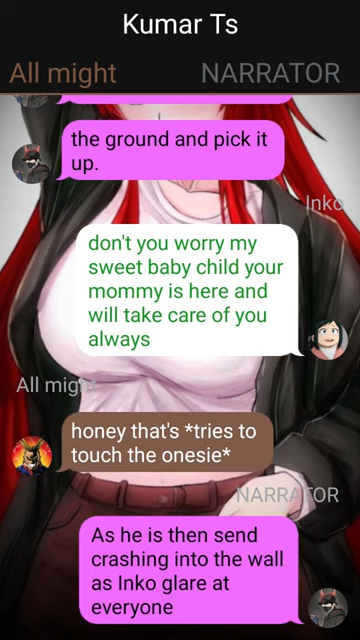 Kumar Ts
All might
NARRATOR
the ground and pick it
up.
Inko
don't you worry my
sweet baby child your
mommy is here and
will take care of you
always
All might
honey that's *tries to
touch the onesie*
NARRATOR
As he is then send
crashing into the wall
as Inko glare at
everyone